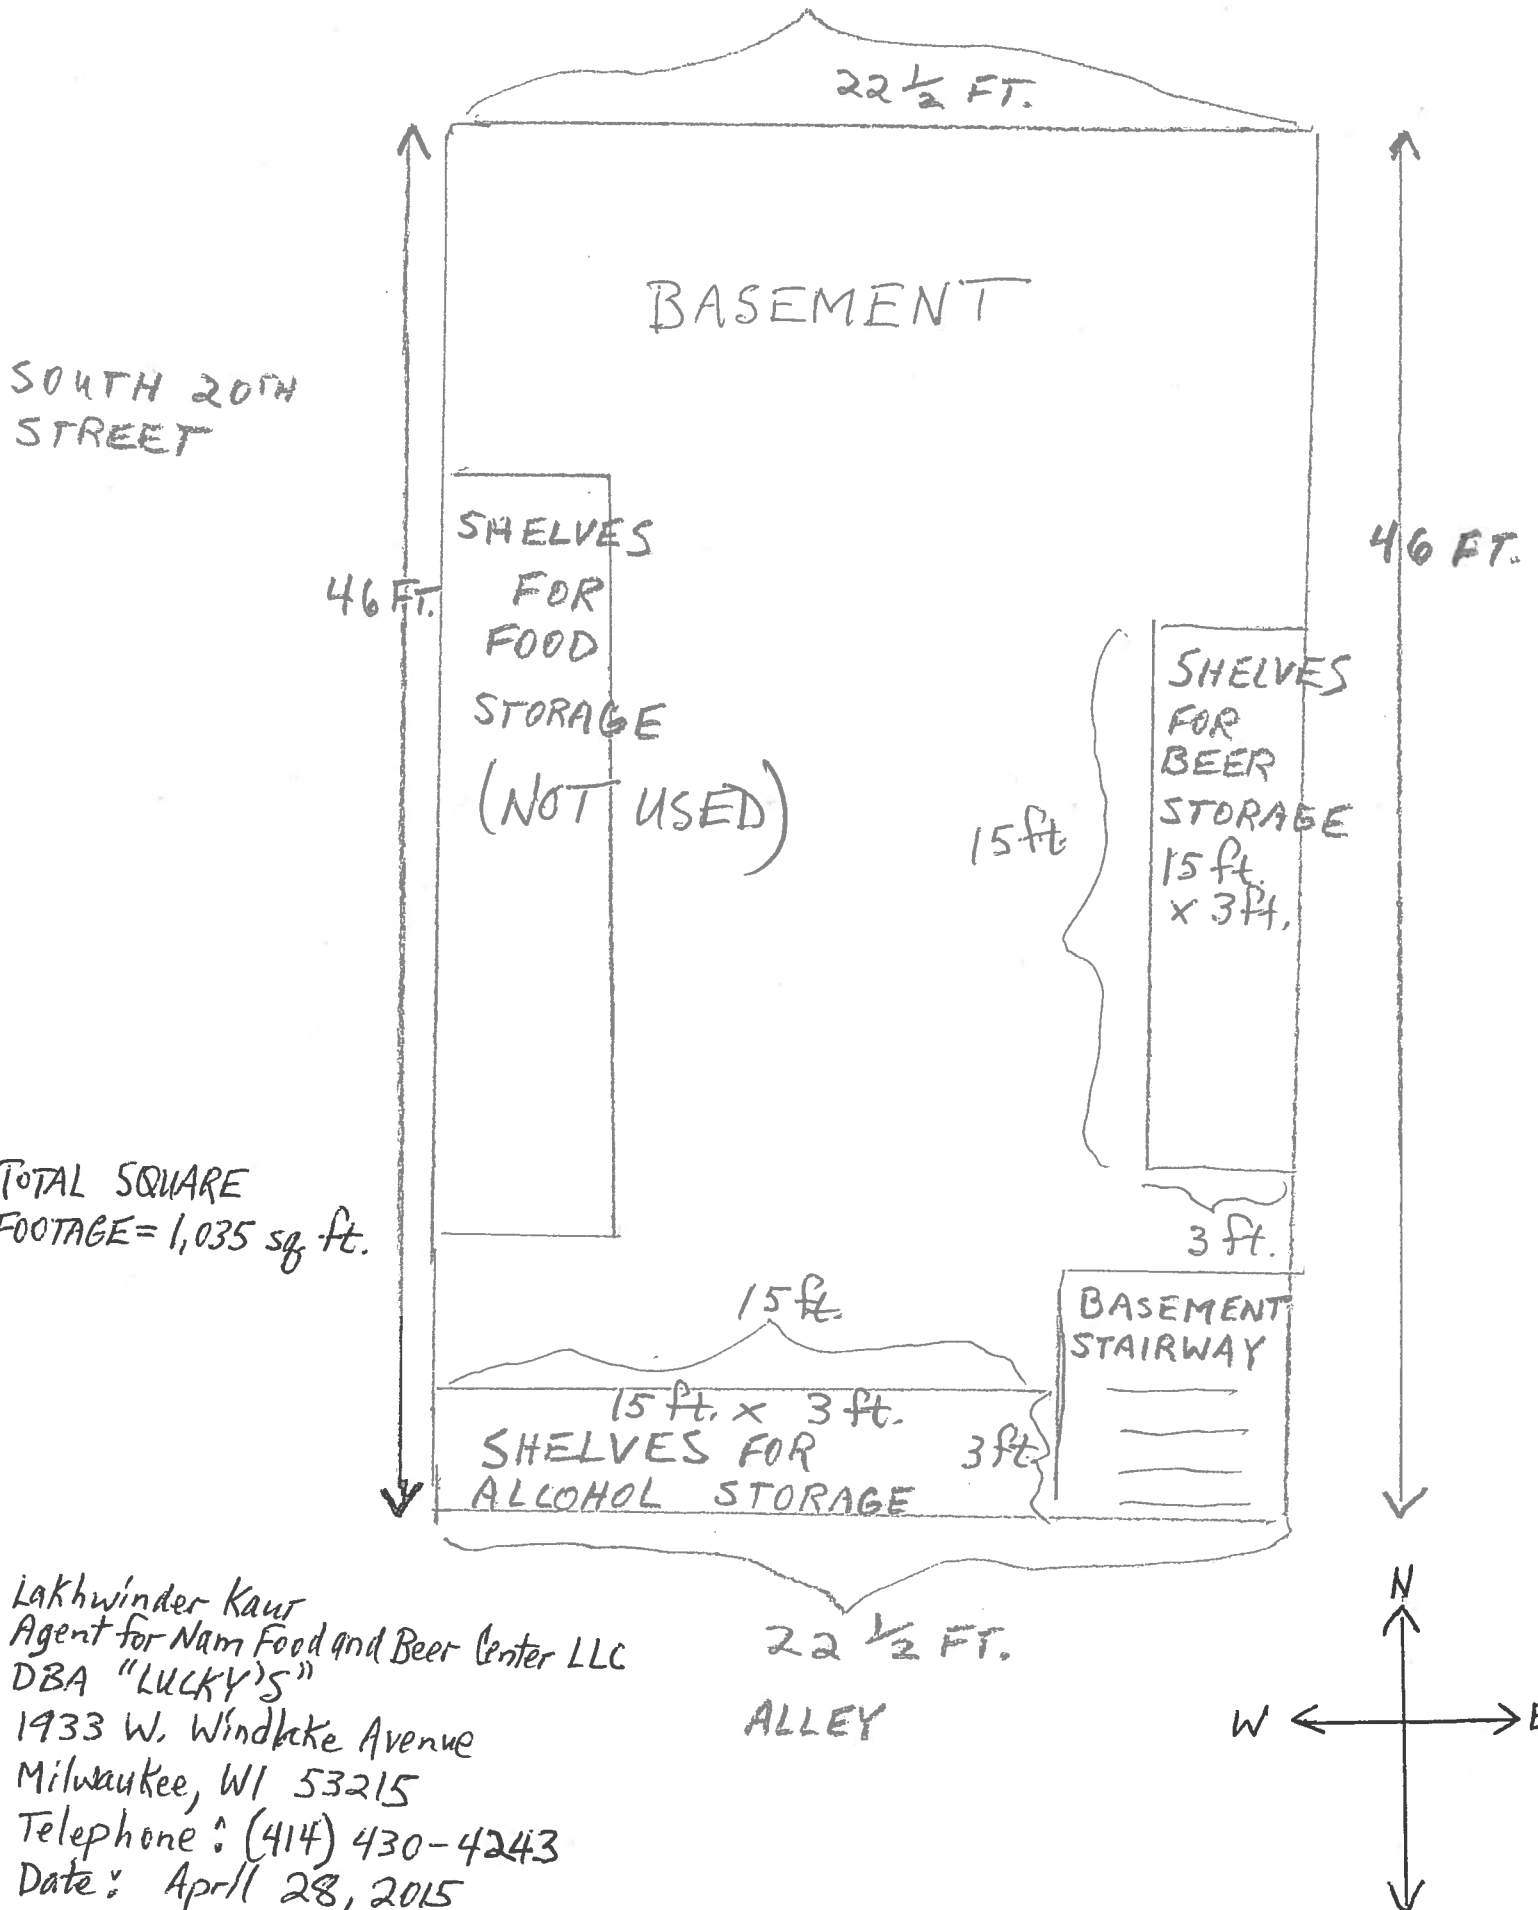 22 1/2 FT.
BASEMENT
SOUTH 20TH
STREET
46 FT.
SHELVES
FOR
FOOD
STORAGE
(NOT USED)
46 FT.
15 ft
SHELVES
FOR
BEER
STORAGE
15 ft.
x 3 ft.
3 ft.
TOTAL SQUARE
FOOTAGE = 1,035 sq ft.
15 ft.
BASEMENT
STAIRWAY
15 ft. x 3 ft.
SHELVES FOR
ALCOHOL STORAGE
3 ft
22 1/2 FT.
ALLEY
Lakhwinder Kaur
Agent for Nam Food and Beer Center LLC
DBA "LUCKY'S"
1933 W. Windlake Avenue
Milwaukee, WI 53215
Telephone: (414) 430-4243
Date: April 28, 2015
N
W E